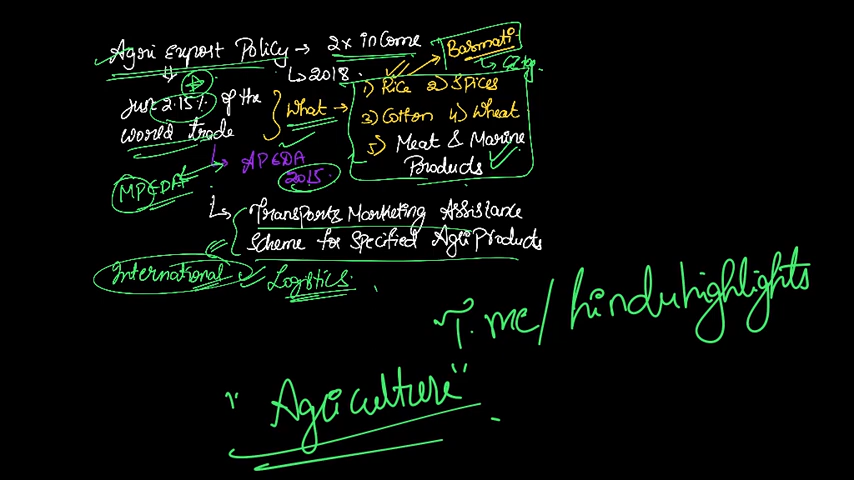 Agri Export Policy → 2x income
↳ 2018
Basmati
↳ GI tag
Just 2.15% of the world trade
What →
1) Rice 2) Spices
3) Cotton 4) Wheat
5) Meat & Marine Products
↳ APEDA
2015.
MPEDA
↳ Transport & Marketing Assistance
Scheme for Specified Agri Products
International
Logistics.
T.me/hinduhighlights
"Agriculture"